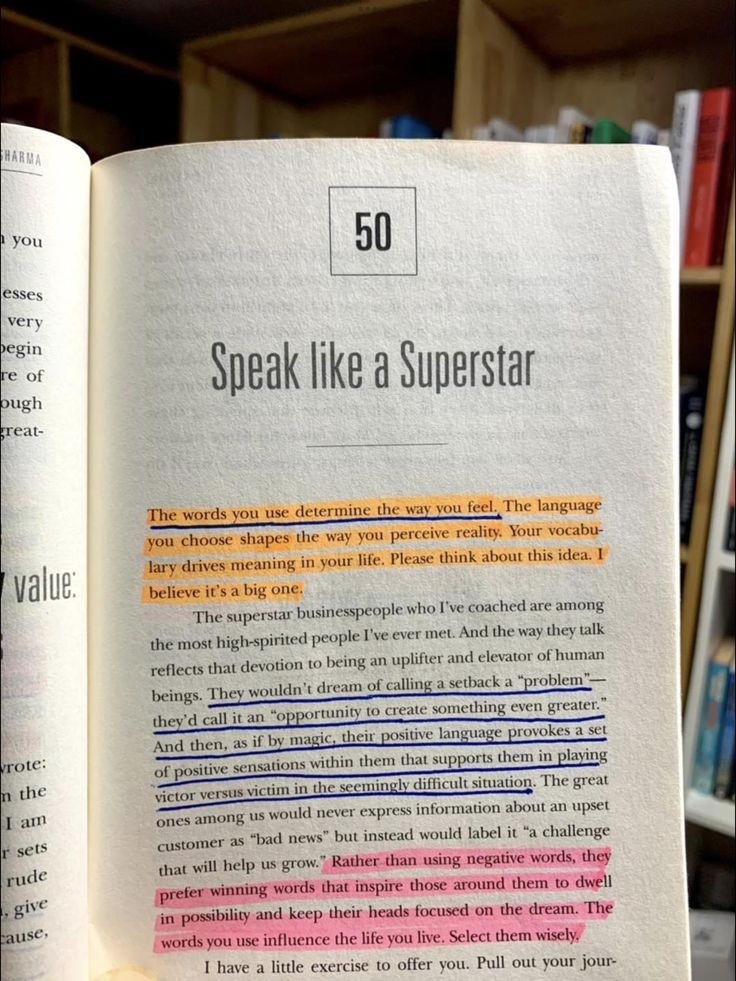 SHARMA
you
esses
very
begin
re of
ough
great-
value:
wrote:
n the
I am
r sets
rude
, give
cause,
50
Speak like a Superstar
The words you use determine the way you feel. The language
you choose shapes the way you perceive reality. Your vocabu-
lary drives meaning in your life. Please think about this idea. I
believe it's a big one.
The superstar businesspeople who I've coached are among
the most high-spirited people I've ever met. And the way they talk
reflects that devotion to being an uplifter and elevator of human
beings. They wouldn't dream of calling a setback a "problem"—
they'd call it an "opportunity to create something even greater."
And then, as if by magic, their positive language provokes a set
of positive sensations within them that supports them in playing
victor versus victim in the seemingly difficult situation. The great
ones among us would never express information about an upset
customer as "bad news" but instead would label it "a challenge
that will help us grow." Rather than using negative words, they
prefer winning words that inspire those around them to dwell
in possibility and keep their heads focused on the dream. The
words you use influence the life you live. Select them wisely.
I have a little exercise to offer you. Pull out your jour-